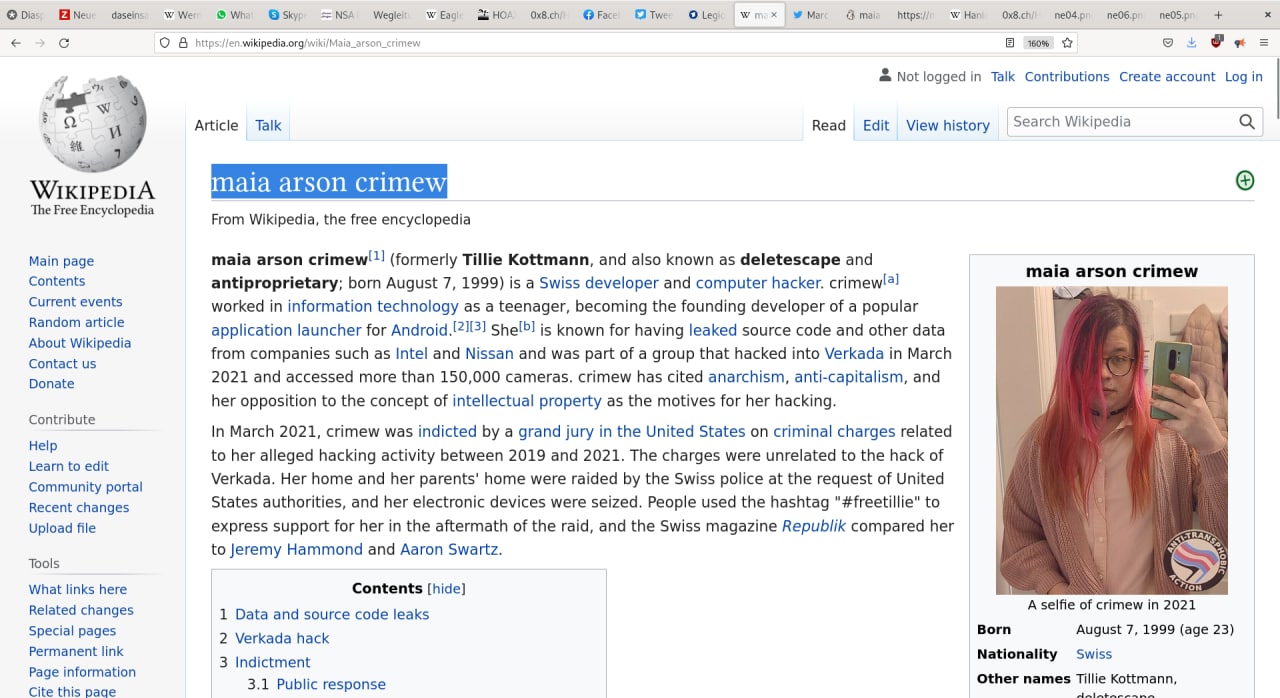 Diasp
Neue
daseinsa
Wern
What
Skype
NSA
Wegleitu
Eagle
HOA
0x8.ch/H
Face
Twee
Legic
ma
Marc
maia
https://n
Hank
0x8.ch/H
ne04.pn
ne06.pn
ne05.pn
https://en.wikipedia.org/wiki/Maia_arson_crimew
160%
Not logged in Talk Contributions Create account Log in
Article Talk Read Edit View history Search Wikipedia
WIKIPEDIA
The Free Encyclopedia
Main page
Contents
Current events
Random article
About Wikipedia
Contact us
Donate
Contribute
Help
Learn to edit
Community portal
Recent changes
Upload file
Tools
What links here
Related changes
Special pages
Permanent link
Page information
Cite this page
maia arson crimew
From Wikipedia, the free encyclopedia
maia arson crimew[1] (formerly Tillie Kottmann, and also known as deletescape and
antiproprietary; born August 7, 1999) is a Swiss developer and computer hacker. crimew[a]
worked in information technology as a teenager, becoming the founding developer of a popular
application launcher for Android.[2][3] She[b] is known for having leaked source code and other data
from companies such as Intel and Nissan and was part of a group that hacked into Verkada in March
2021 and accessed more than 150,000 cameras. crimew has cited anarchism, anti-capitalism, and
her opposition to the concept of intellectual property as the motives for her hacking.
In March 2021, crimew was indicted by a grand jury in the United States on criminal charges related
to her alleged hacking activity between 2019 and 2021. The charges were unrelated to the hack of
Verkada. Her home and her parents' home were raided by the Swiss police at the request of United
States authorities, and her electronic devices were seized. People used the hashtag "#freetillie" to
express support for her in the aftermath of the raid, and the Swiss magazine Republik compared her
to Jeremy Hammond and Aaron Swartz.
Contents [hide]
1 Data and source code leaks
2 Verkada hack
3 Indictment
3.1 Public response
maia arson crimew
ANTI-TRANSPHOBIC
ACTION
A selfie of crimew in 2021
Born August 7, 1999 (age 23)
Nationality Swiss
Other names Tillie Kottmann,
deletescape